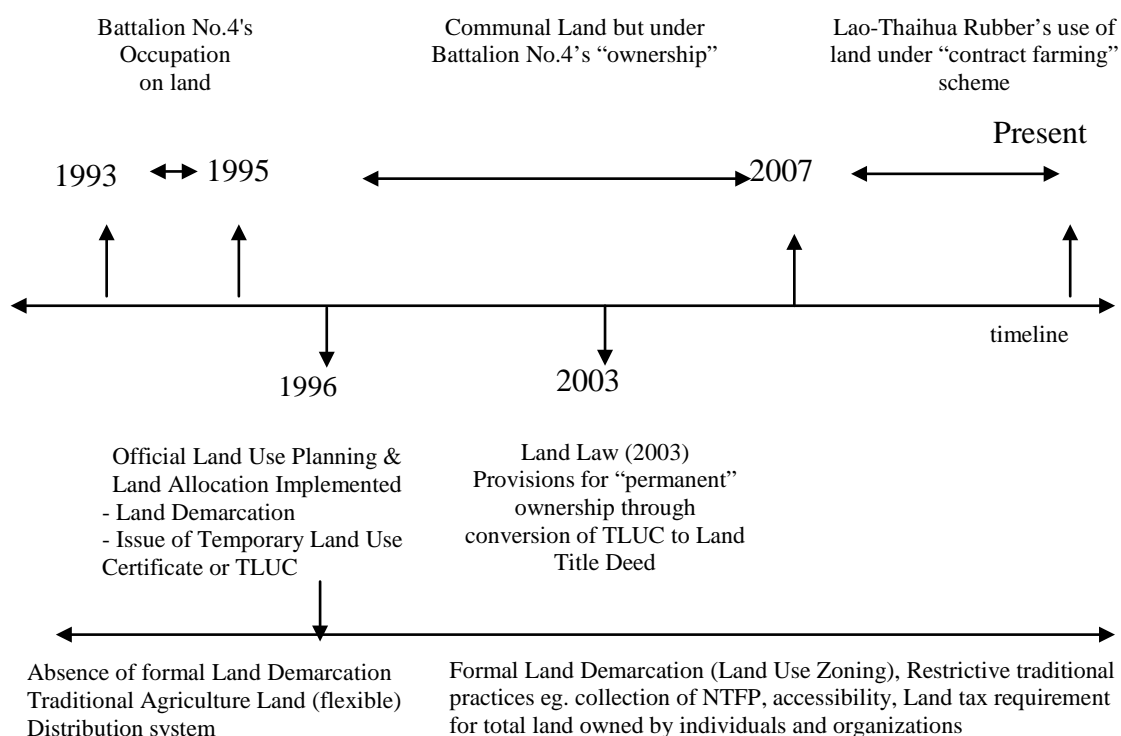 Battalion No.4's
Occupation
on land
Communal Land but under
Battalion No.4's “ownership”
Lao-Thaihua Rubber’s use of
land under “contract farming”
scheme
Present
1993
1995
2007
timeline
1996
2003
Official Land Use Planning &
Land Allocation Implemented
- Land Demarcation
- Issue of Temporary Land Use
Certificate or TLUC
Land Law (2003)
Provisions for “permanent”
ownership through
conversion of TLUC to Land
Title Deed
Absence of formal Land Demarcation
Traditional Agriculture Land (flexible)
Distribution system
Formal Land Demarcation (Land Use Zoning), Restrictive traditional
practices eg. collection of NTFP, accessibility, Land tax requirement
for total land owned by individuals and organizations